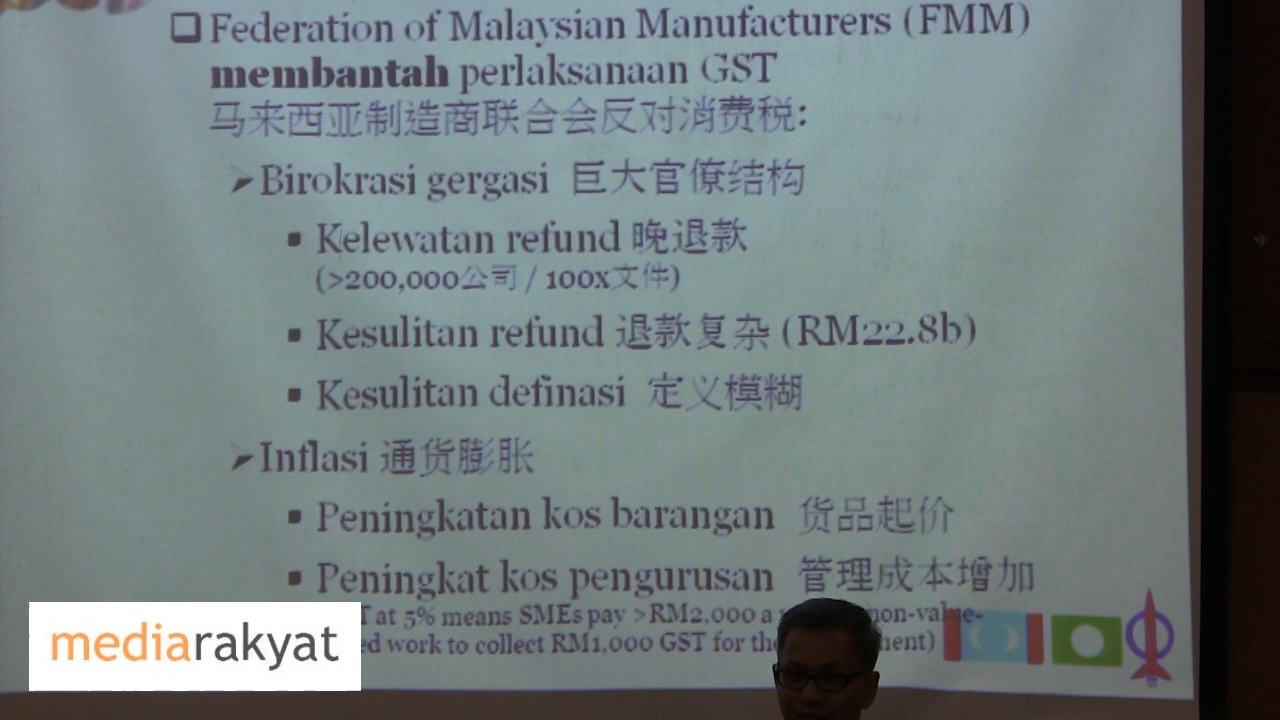 ❑ Federation of Malaysian Manufacturers (FMM)
membantah perlaksanaan GST
马来西亚制造商联合会反对消费税:
➢Birokrasi gergasi 巨大官僚结构
▪ Kelewatan refund 晚退款
(>200,000公司 / 100x文件)
▪ Kesulitan refund 退款复杂 (RM22.8b)
▪ Kesulitan definasi 定义模糊
➢Inflasi 通货膨胀
▪ Peningkatan kos barangan 货品起价
▪ Peningkat kos pengurusan 管理成本增加
at 5% means SMEs pay >RM2,000 a non-value-
work to collect RM1,000 GST for
mediarakyat